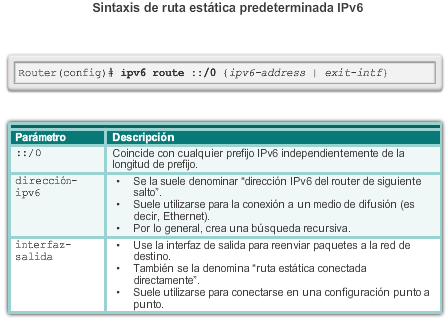 Sintaxis de ruta estática predeterminada IPv6
Router(config)# ipv6 route ::/0 {ipv6-address | exit-intf}
Parámetro Descripción
::/0 Coincide con cualquier prefijo IPv6 independientemente de la
longitud de prefijo.
dirección-
ipv6
• Se la suele denominar “dirección IPv6 del router de siguiente
salto”.
• Suele utilizarse para la conexión a un medio de difusión (es
decir, Ethernet).
• Por lo general, crea una búsqueda recursiva.
interfaz-
salida
• Use la interfaz de salida para reenviar paquetes a la red de
destino.
• También se la denomina “ruta estática conectada
directamente”.
• Suele utilizarse para conectarse en una configuración punto a
punto.